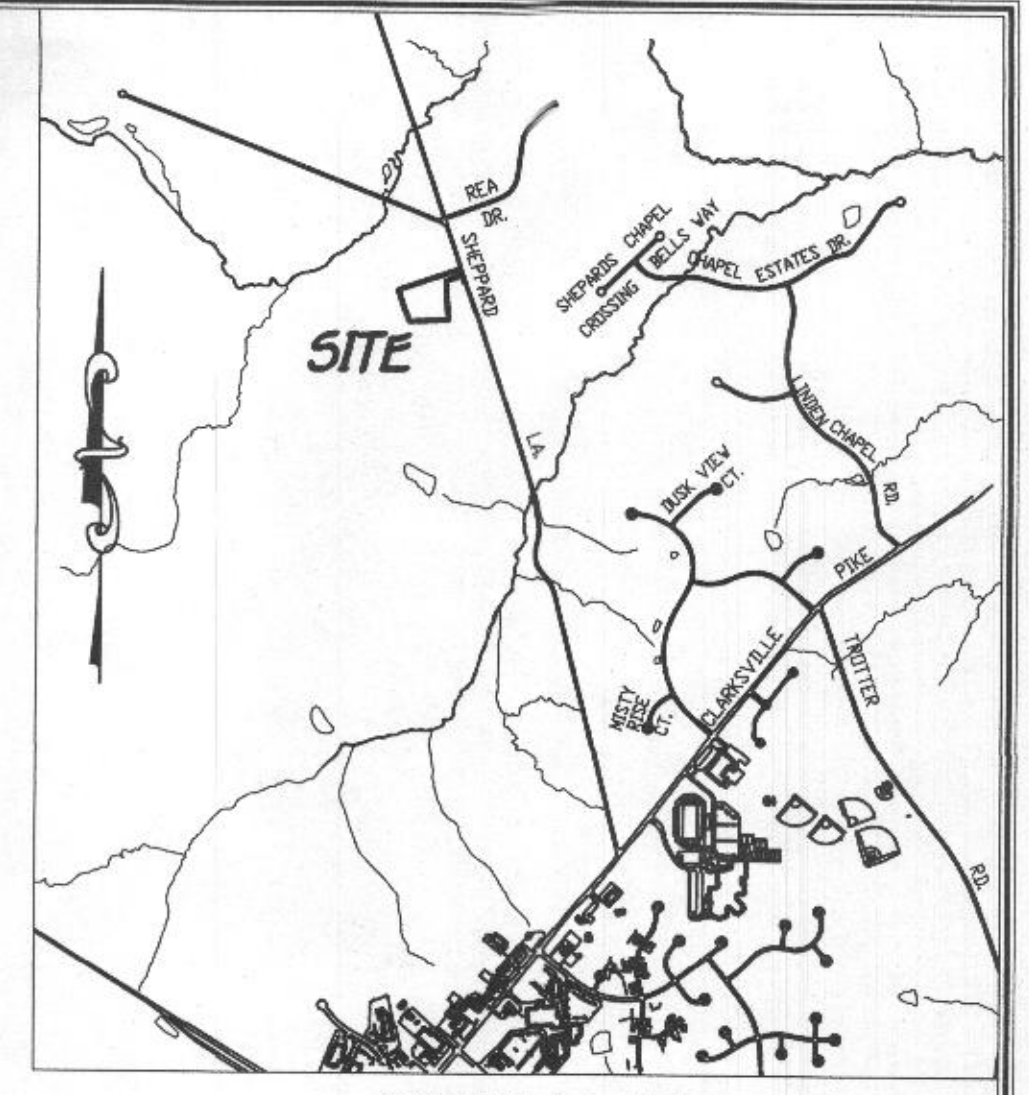 REA
DR.
SHEPPARD
SITE
SHEPARDS CHAPEL
CROSSING
BELLS WAY
CHAPEL ESTATES DR.
LINDEN CHAPEL
RD.
LA.
DUSK VIEW
CT.
PIKE
CLARKSVILLE
TROTTER
MISTY
RISE
CT.
RD.